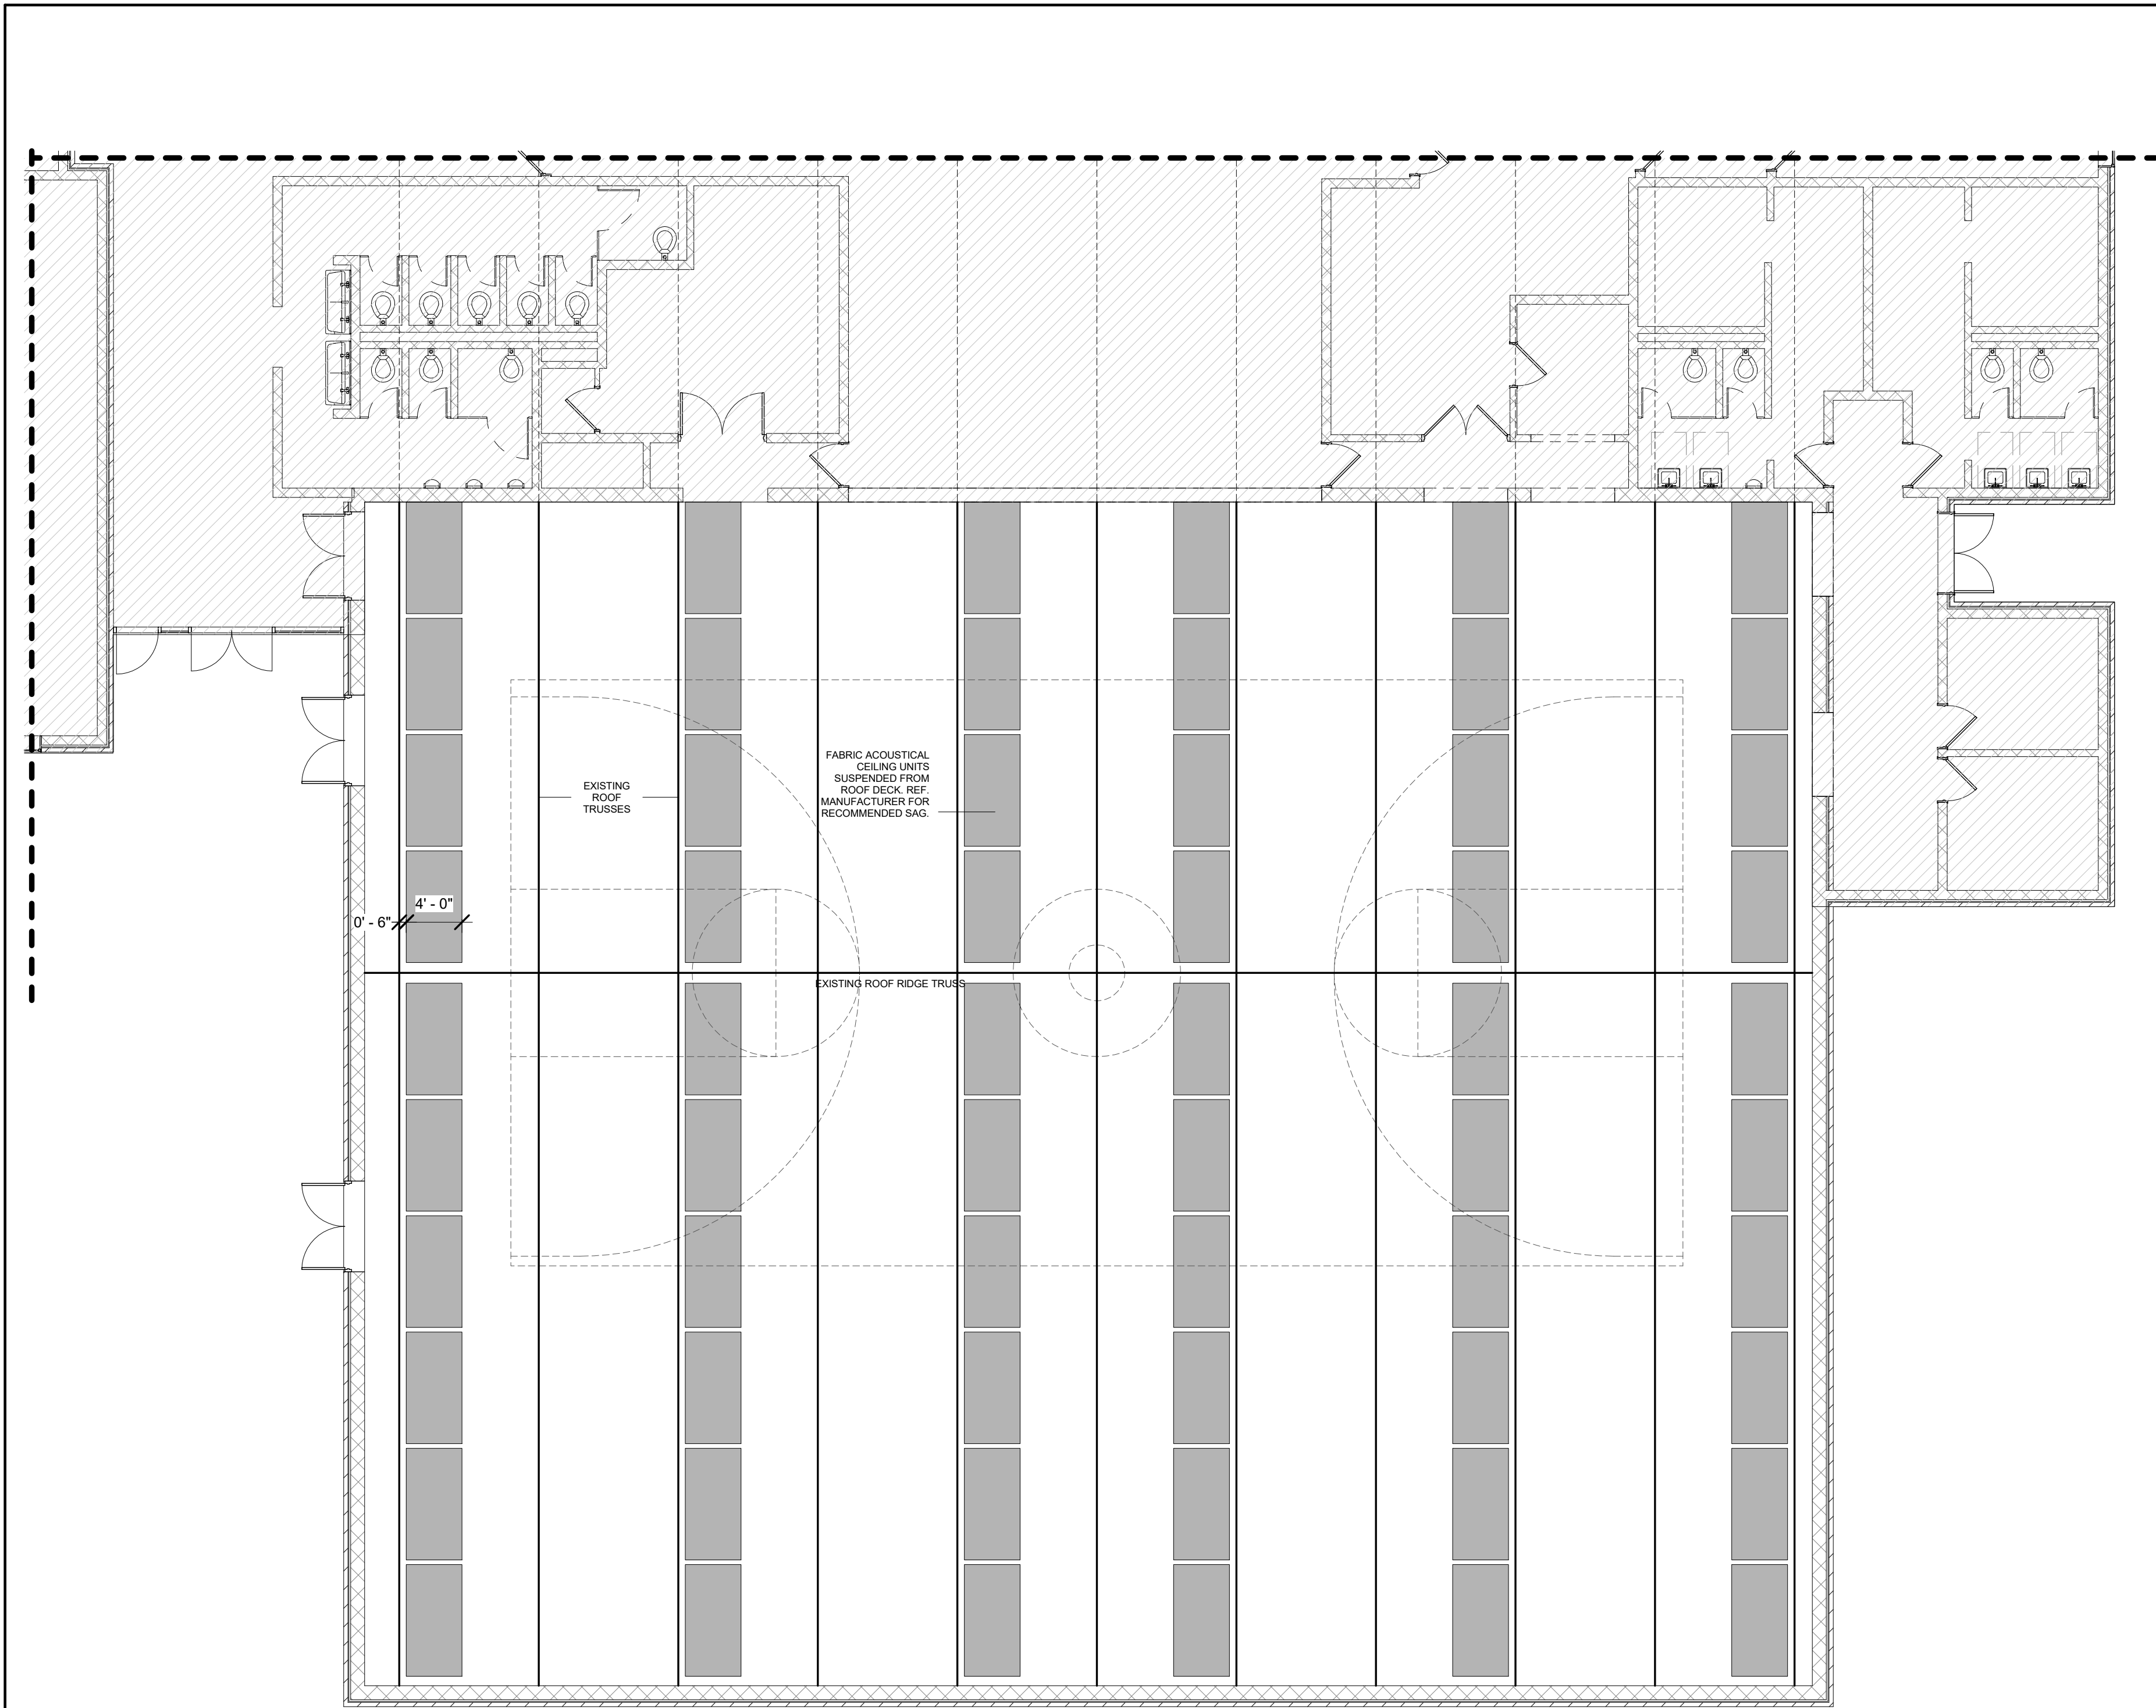 FABRIC ACOUSTICAL
CEILING UNITS
SUSPENDED FROM
ROOF DECK. REF.
MANUFACTURER FOR
RECOMMENDED SAG.
EXISTING
ROOF
TRUSSES
4' - 0"
0' - 6"
EXISTING ROOF RIDGE TRUSS